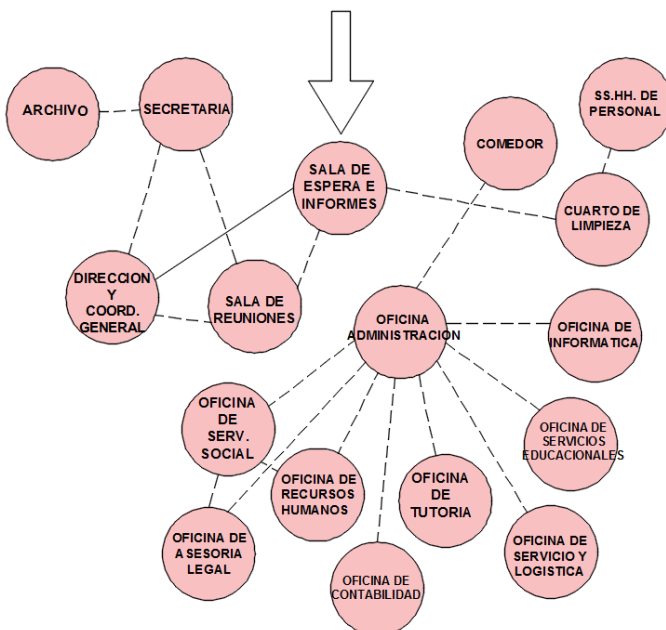 ARCHIVO
SECRETARIA
SS.HH. DE
PERSONAL
COMEDOR
SALA DE
ESPERA E
INFORMES
CUARTO DE
LIMPIEZA
DIRECCION
Y
COORD.
GENERAL
SALA DE
REUNIONES
OFICINA
ADMINISTRACION
OFICINA DE
INFORMATICA
OFICINA
DE
SERV.
SOCIAL
OFICINA DE
SERVICIOS
EDUCACIONALES
OFICINA DE
RECURSOS
HUMANOS
OFICINA
DE
TUTORIA
OFICINA DE
ASESORIA
LEGAL
OFICINA DE
SERVICIO Y
LOGISTICA
OFICINA DE
CONTABILIDAD